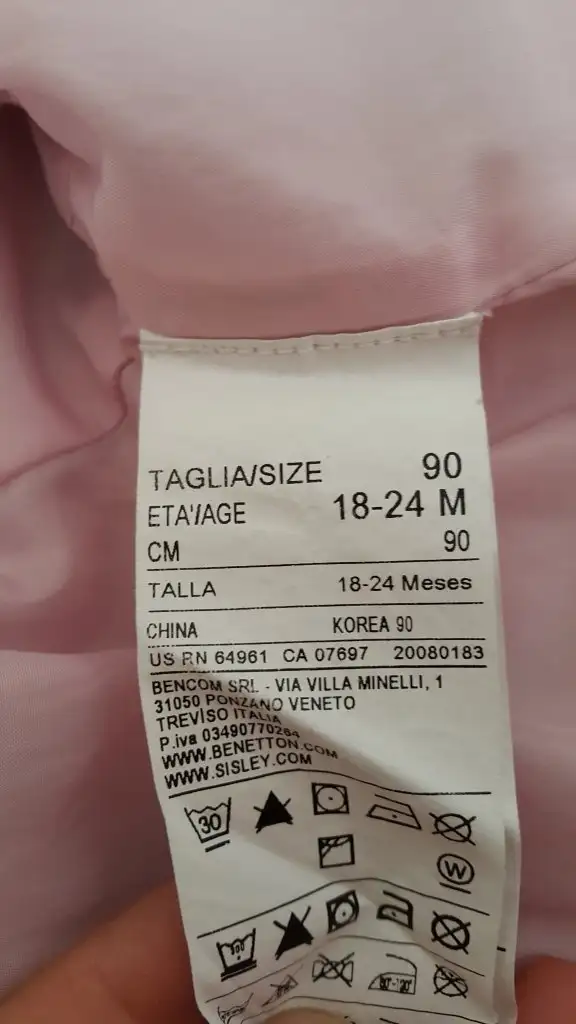 TAGLIA/SIZE 90
ETA'/AGE 18-24 M
CM 90
TALLA 18-24 Meses
CHINA KOREA 90
US RN 64961 CA 07697 20080183
BENCOM SRL - VIA VILLA MINELLI, 1
31050 PONZANO VENETO
TREVISO ITALIA
P.iva 03490770264
WWW.BENETTON.COM
WWW.SISLEY.COM
30
W